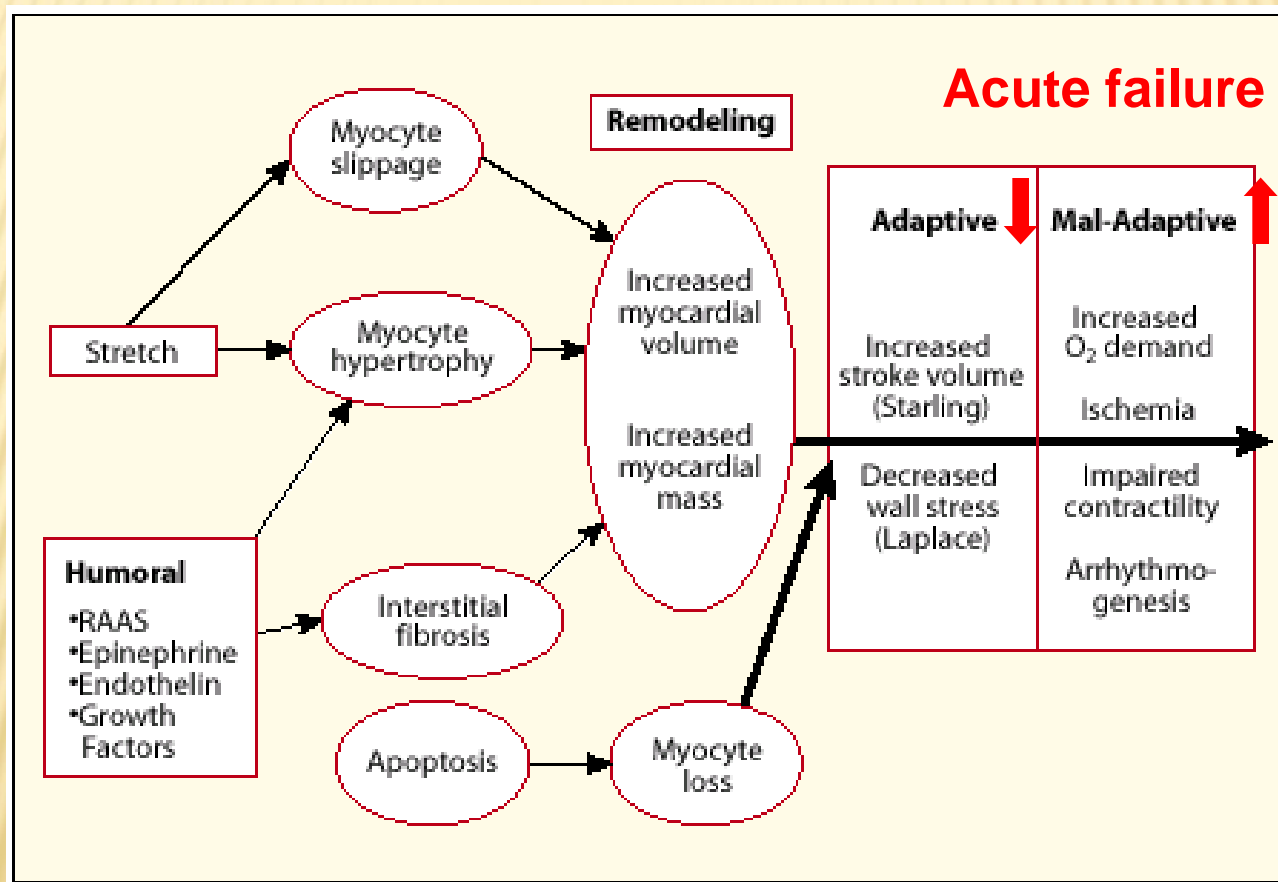 Acute failure
Myocyte
slippage
Remodeling
Adaptive
Mal-Adaptive
Stretch
Myocyte
hypertrophy
Increased
myocardial
volume
Increased
myocardial
mass
Increased
stroke volume
(Starling)
Decreased
wall stress
(Laplace)
Increased
O₂ demand
Ischemia
Impaired
contractility
Arrhythmo-
genesis
Humoral
•RAAS
•Epinephrine
•Endothelin
•Growth
Factors
Interstitial
fibrosis
Apoptosis
Myocyte
loss